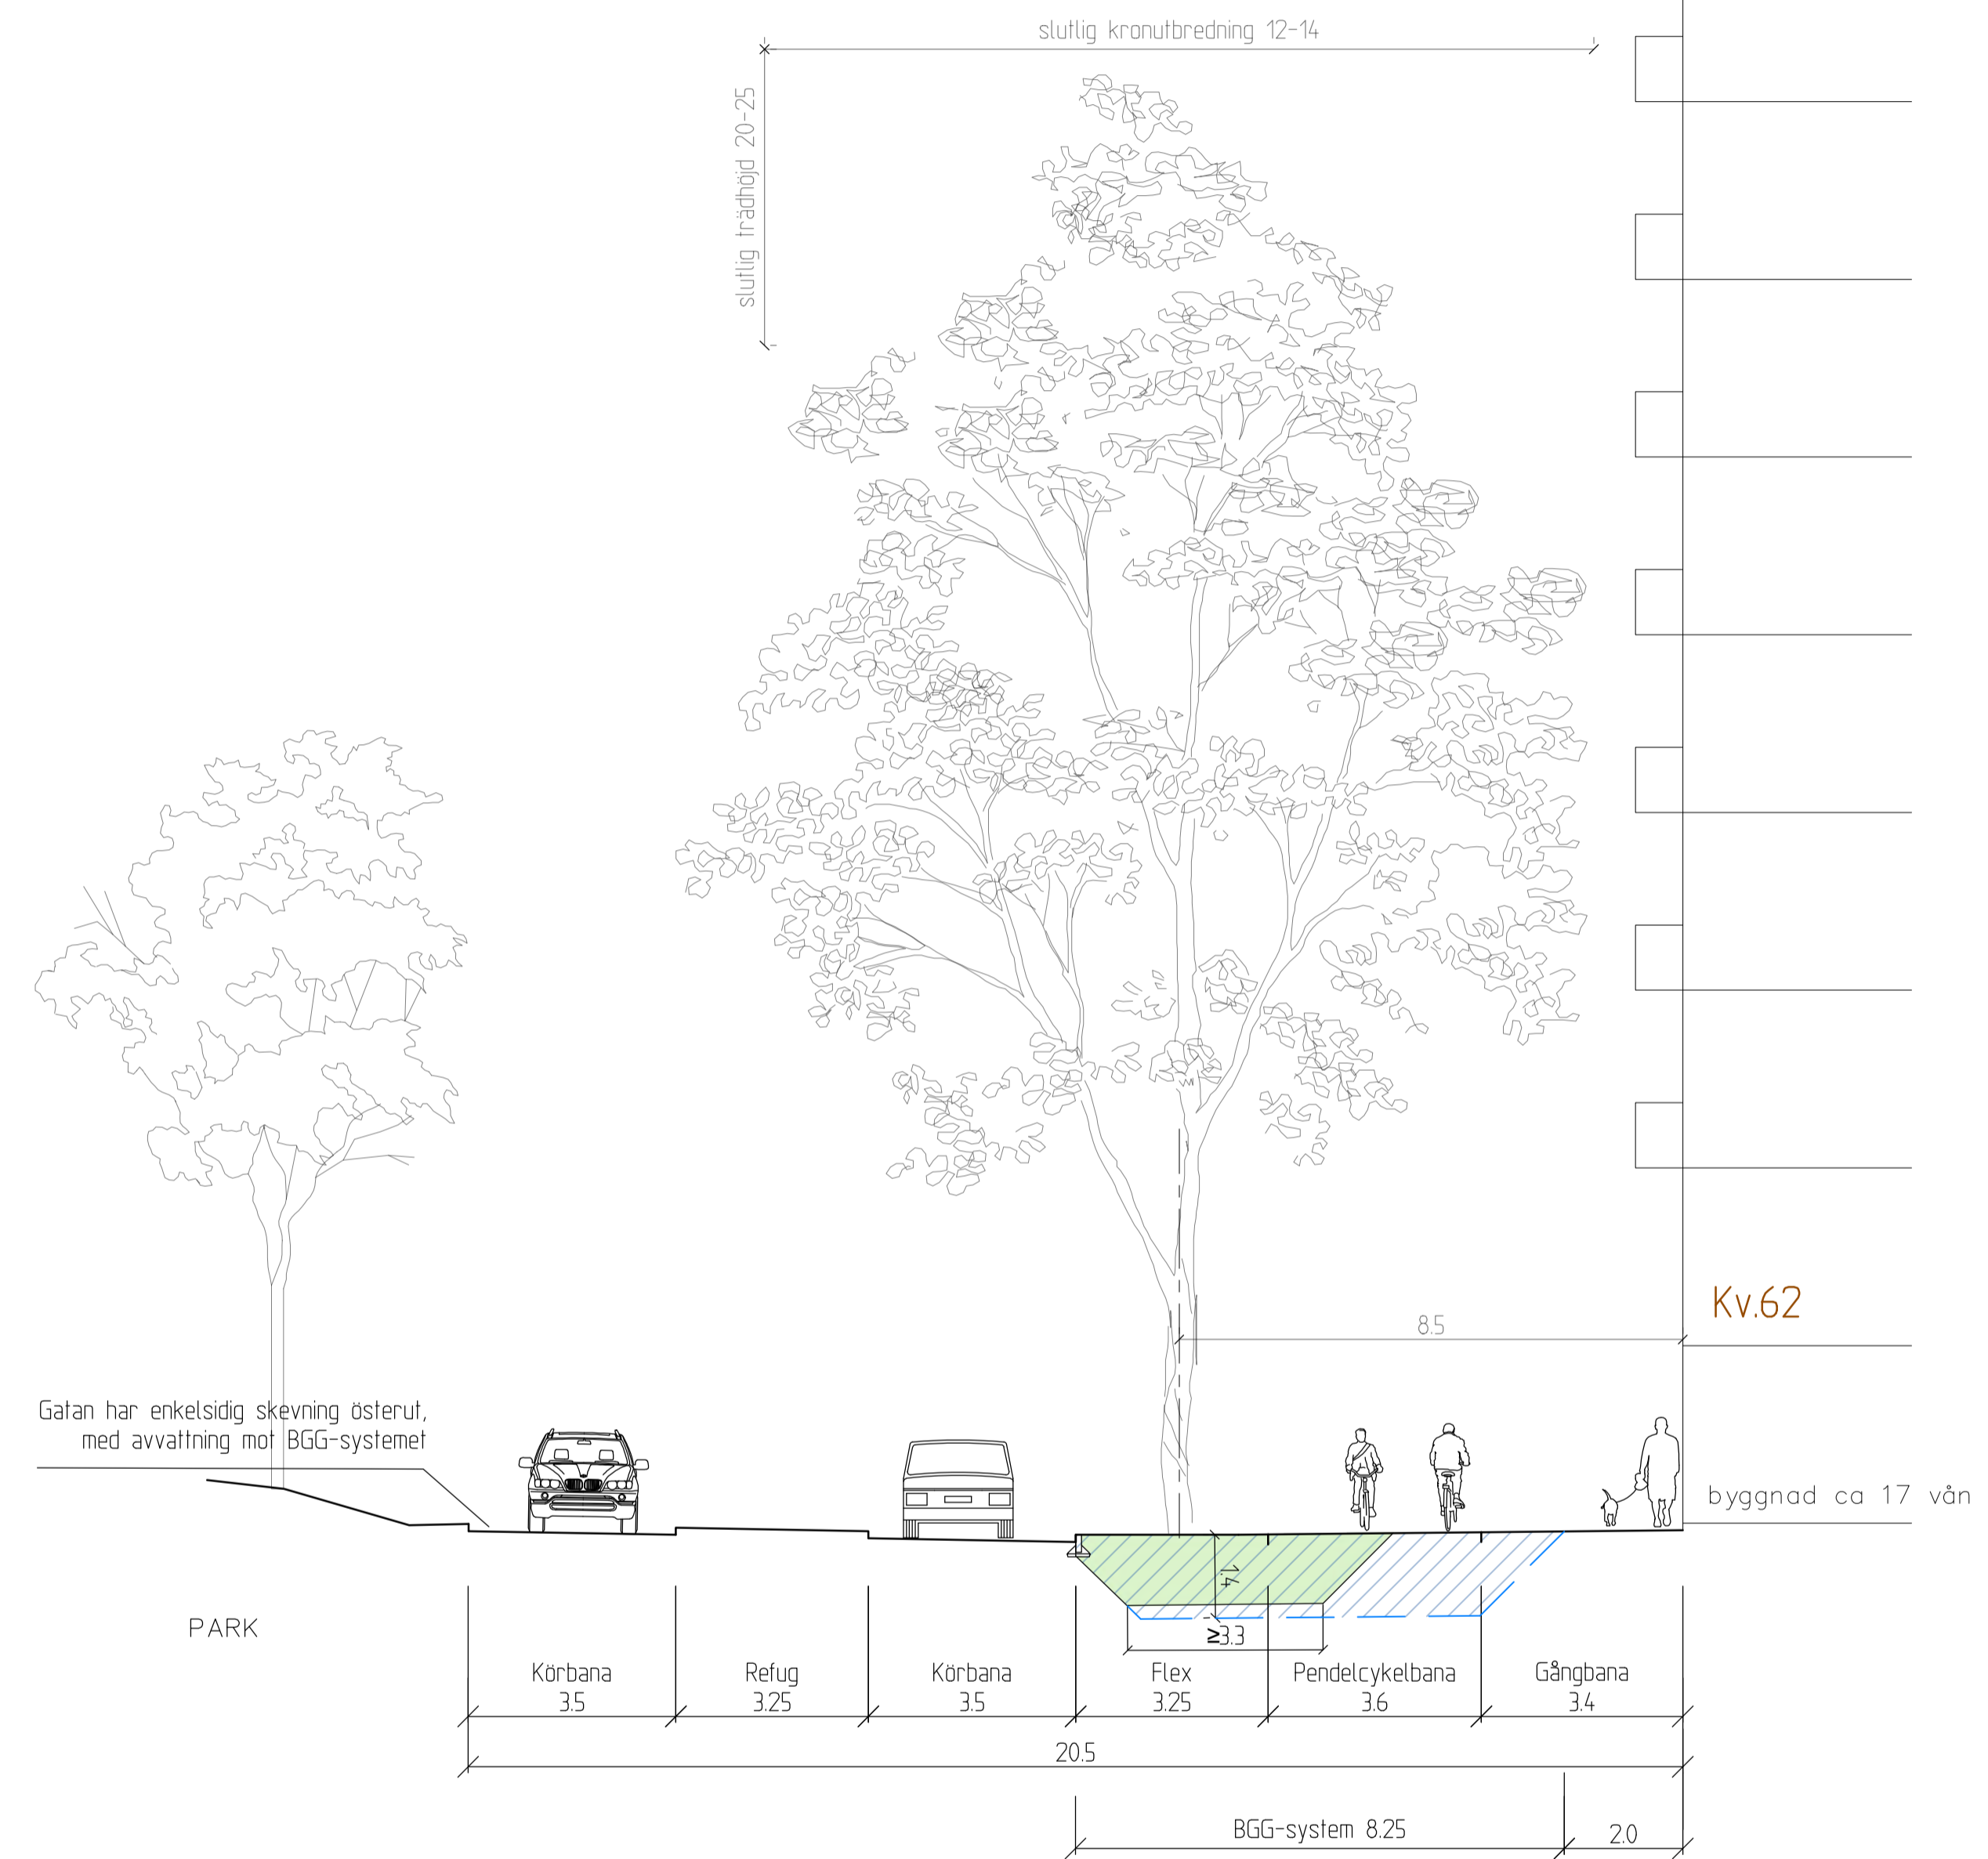 slutlig kronutbredning 12-14
slutlig trädhöjd 20-25
Kv.62
8.5
Gatan har enkelsidig skevning österut,
med avvattning mot BGG-systemet
byggnad ca 17 vån
1.4
≥3.3
PARK
Körbana
3.5
Refug
3.25
Körbana
3.5
Flex
3.25
Pendelcykelbana
3.6
Gångbana
3.4
20.5
BGG-system 8.25
2.0